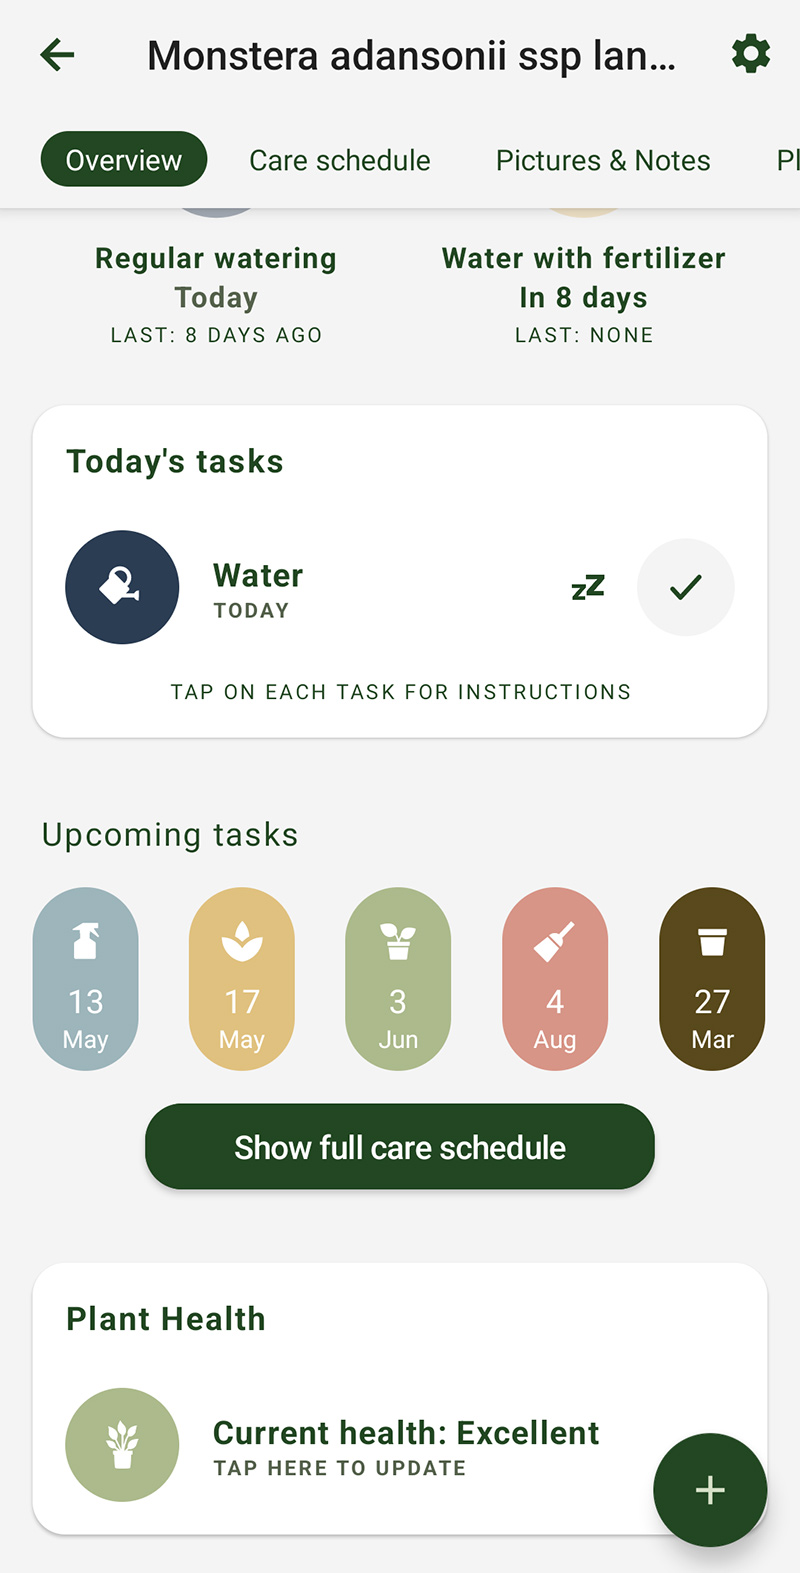 Monstera adansonii ssp lan...
Overview Care schedule Pictures & Notes Pl
Regular watering
Today
LAST: 8 DAYS AGO
Water with fertilizer
In 8 days
LAST: NONE
Today's tasks
Water
TODAY
zZ
TAP ON EACH TASK FOR INSTRUCTIONS
Upcoming tasks
13
May
17
May
3
Jun
4
Aug
27
Mar
Show full care schedule
Plant Health
Current health: Excellent
TAP HERE TO UPDATE